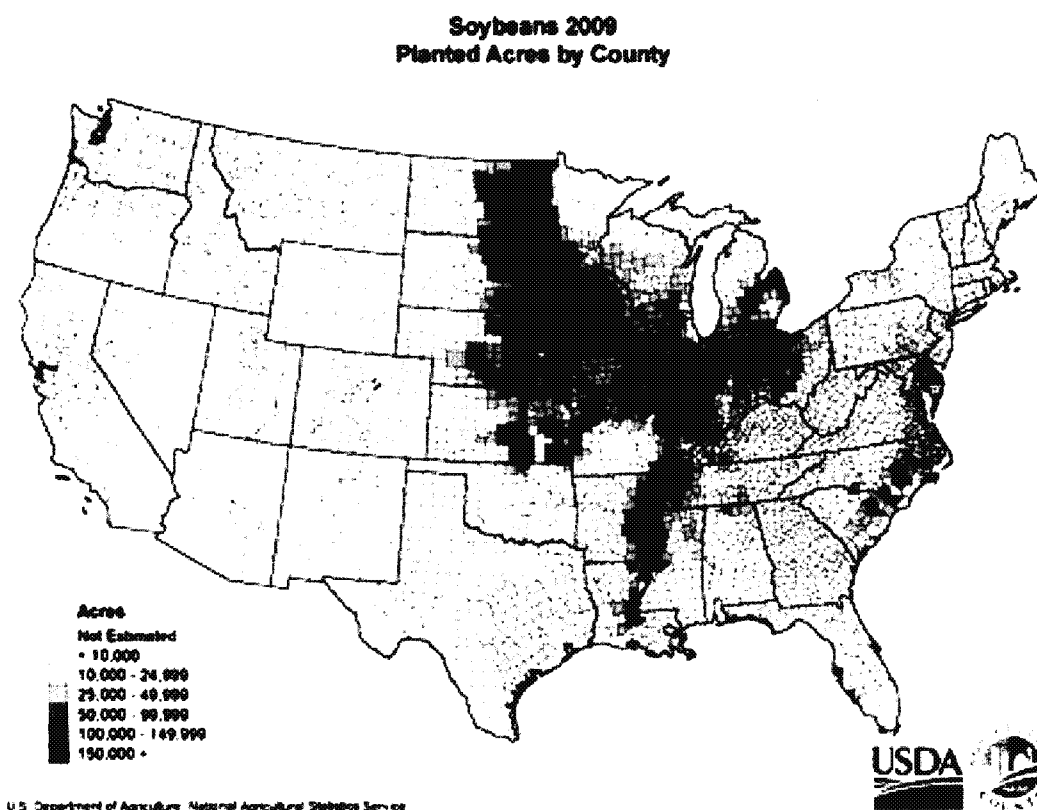 Soybeans 2009
Planted Acres by County
Acres
Not Estimated
< 10,000
10,000 - 24,999
25,000 - 49,999
50,000 - 99,999
100,000 - 149,999
150,000 +
USDA
U.S. Department of Agriculture, National Agricultural Statistics Service